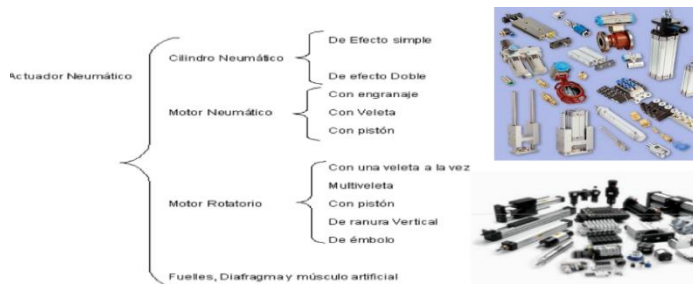 Actuador Neumático
Cilindro Neumático
De Efecto simple
De efecto Doble
Motor Neumático
Con engranaje
Con Veleta
Con pistón
Motor Rotatorio
Con una veleta a la vez
Multiveleta
Con pistón
De ranura Vertical
De émbolo
Fuelles, Diafragma y músculo artificial